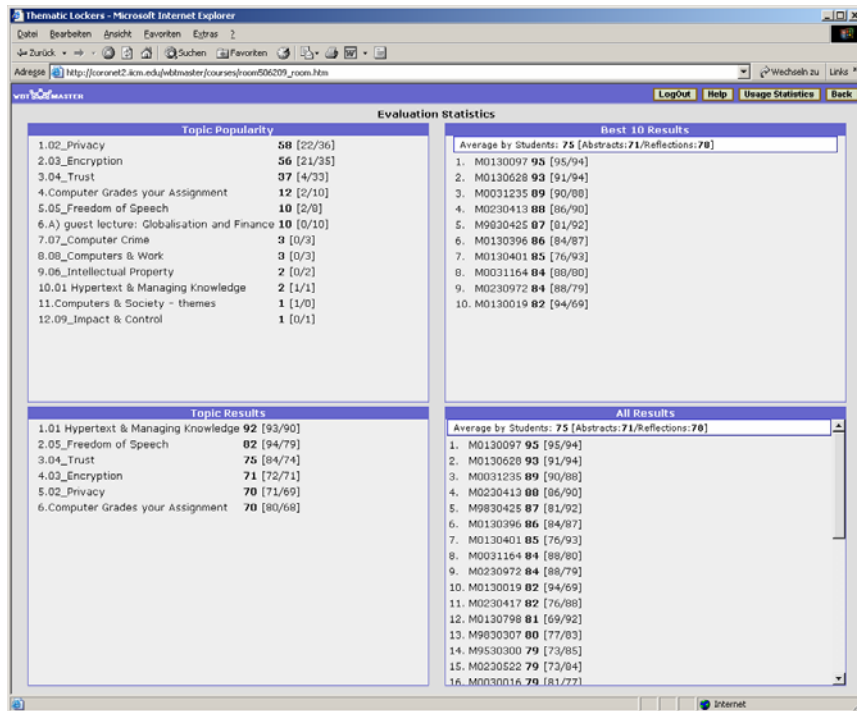 Thematic Lockers - Microsoft Internet Explorer
Datei Bearbeiten Ansicht Favoriten Extras ?
Zurück Suchen Favoriten
Adresse http://coronet2.iicm.edu/wbtmaster/courses/room506209_room.htm Wechseln zu Links
WBT MASTER LogOut Help Usage Statistics Back
Evaluation Statistics
Topic Popularity
1.02_Privacy 58 [22/36]
2.03_Encryption 56 [21/35]
3.04_Trust 37 [4/33]
4.Computer Grades your Assignment 12 [2/10]
5.05_Freedom of Speech 10 [2/8]
6.A) guest lecture: Globalisation and Finance 10 [0/10]
7.07_Computer Crime 3 [0/3]
8.08_Computers & Work 3 [0/3]
9.06_Intellectual Property 2 [0/2]
10.01 Hypertext & Managing Knowledge 2 [1/1]
11.Computers & Society - themes 1 [1/0]
12.09_Impact & Control 1 [0/1]
Best 10 Results
Average by Students: 75 [Abstracts:71/Reflections:78]
1. M0130097 95 [95/94]
2. M0130628 93 [91/94]
3. M0031235 89 [90/88]
4. M0230413 88 [86/90]
5. M9830425 87 [81/92]
6. M0130396 86 [84/87]
7. M0130401 85 [76/93]
8. M0031164 84 [88/80]
9. M0230972 84 [88/79]
10. M0130019 82 [94/69]
Topic Results
1.01 Hypertext & Managing Knowledge 92 [93/90]
2.05_Freedom of Speech 82 [94/79]
3.04_Trust 75 [84/74]
4.03_Encryption 71 [72/71]
5.02_Privacy 70 [71/69]
6.Computer Grades your Assignment 70 [80/68]
All Results
Average by Students: 75 [Abstracts:71/Reflections:78]
1. M0130097 95 [95/94]
2. M0130628 93 [91/94]
3. M0031235 89 [90/88]
4. M0230413 88 [86/90]
5. M9830425 87 [81/92]
6. M0130396 86 [84/87]
7. M0130401 85 [76/93]
8. M0031164 84 [88/80]
9. M0230972 84 [88/79]
10. M0130019 82 [94/69]
11. M0230417 82 [76/88]
12. M0130798 81 [69/92]
13. M9830307 80 [77/83]
14. M9530300 79 [73/85]
15. M0230522 79 [73/84]
16. M0030016 79 [81/77]
Internet